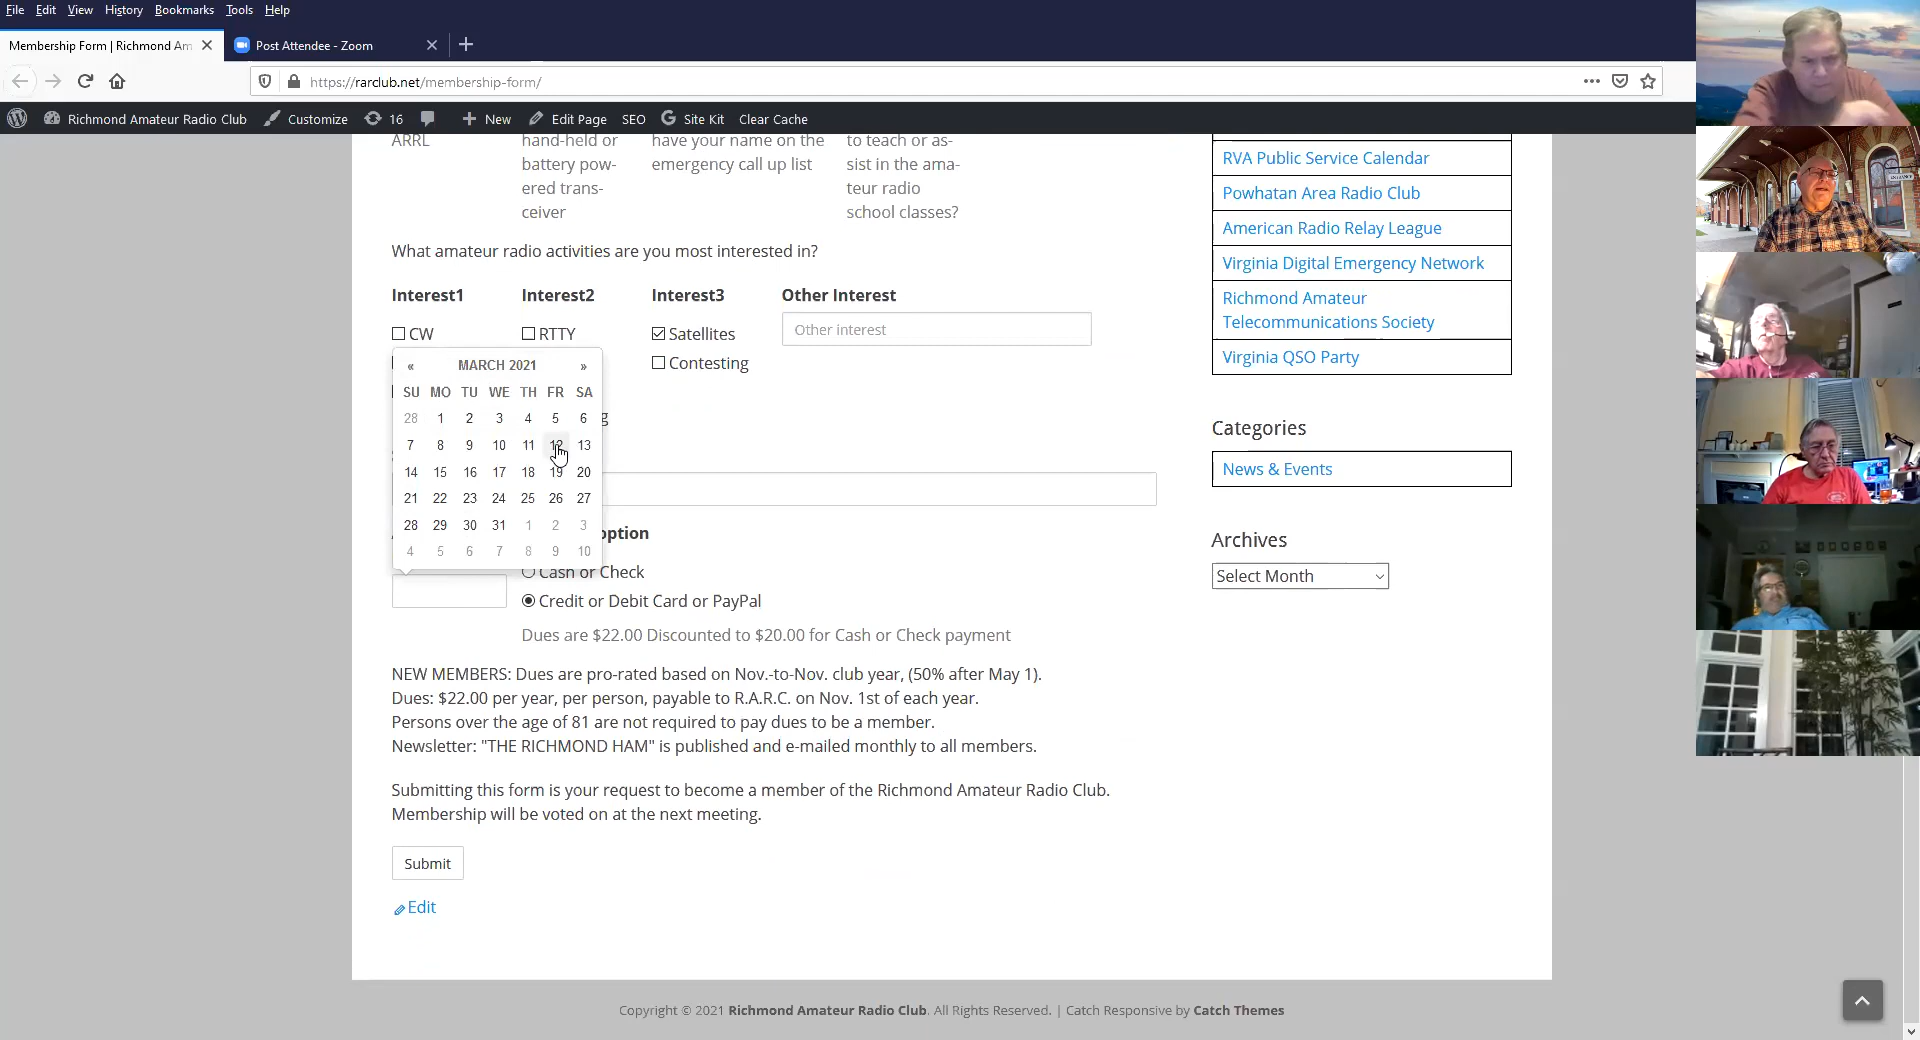 File Edit View History Bookmarks Tools Help
Membership Form | Richmond Am
Post Attendee - Zoom
https://rarclub.net/membership-form/
Richmond Amateur Radio Club
Customize
16
New
Edit Page
SEO
Site Kit
Clear Cache
ARRL
hand-held or
battery pow-
ered trans-
ceiver
have your name on the
emergency call up list
to teach or as-
sist in the ama-
teur radio
school classes?
What amateur radio activities are you most interested in?
Interest1
Interest2
Interest3
Other Interest
CW
RTTY
Satellites
Other interest
Contesting
« MARCH 2021 »
SU MO TU WE TH FR SA
28 1 2 3 4 5 6
7 8 9 10 11 12 13
14 15 16 17 18 19 20
21 22 23 24 25 26 27
28 29 30 31 1 2 3
4 5 6 7 8 9 10
g
option
Cash or Check
Credit or Debit Card or PayPal
Dues are $22.00 Discounted to $20.00 for Cash or Check payment
NEW MEMBERS: Dues are pro-rated based on Nov.-to-Nov. club year, (50% after May 1).
Dues: $22.00 per year, per person, payable to R.A.R.C. on Nov. 1st of each year.
Persons over the age of 81 are not required to pay dues to be a member.
Newsletter: "THE RICHMOND HAM" is published and e-mailed monthly to all members.
Submitting this form is your request to become a member of the Richmond Amateur Radio Club.
Membership will be voted on at the next meeting.
Submit
Edit
RVA Public Service Calendar
Powhatan Area Radio Club
American Radio Relay League
Virginia Digital Emergency Network
Richmond Amateur
Telecommunications Society
Virginia QSO Party
Categories
News & Events
Archives
Select Month
Copyright © 2021 Richmond Amateur Radio Club. All Rights Reserved. | Catch Responsive by Catch Themes
ENTRANCE